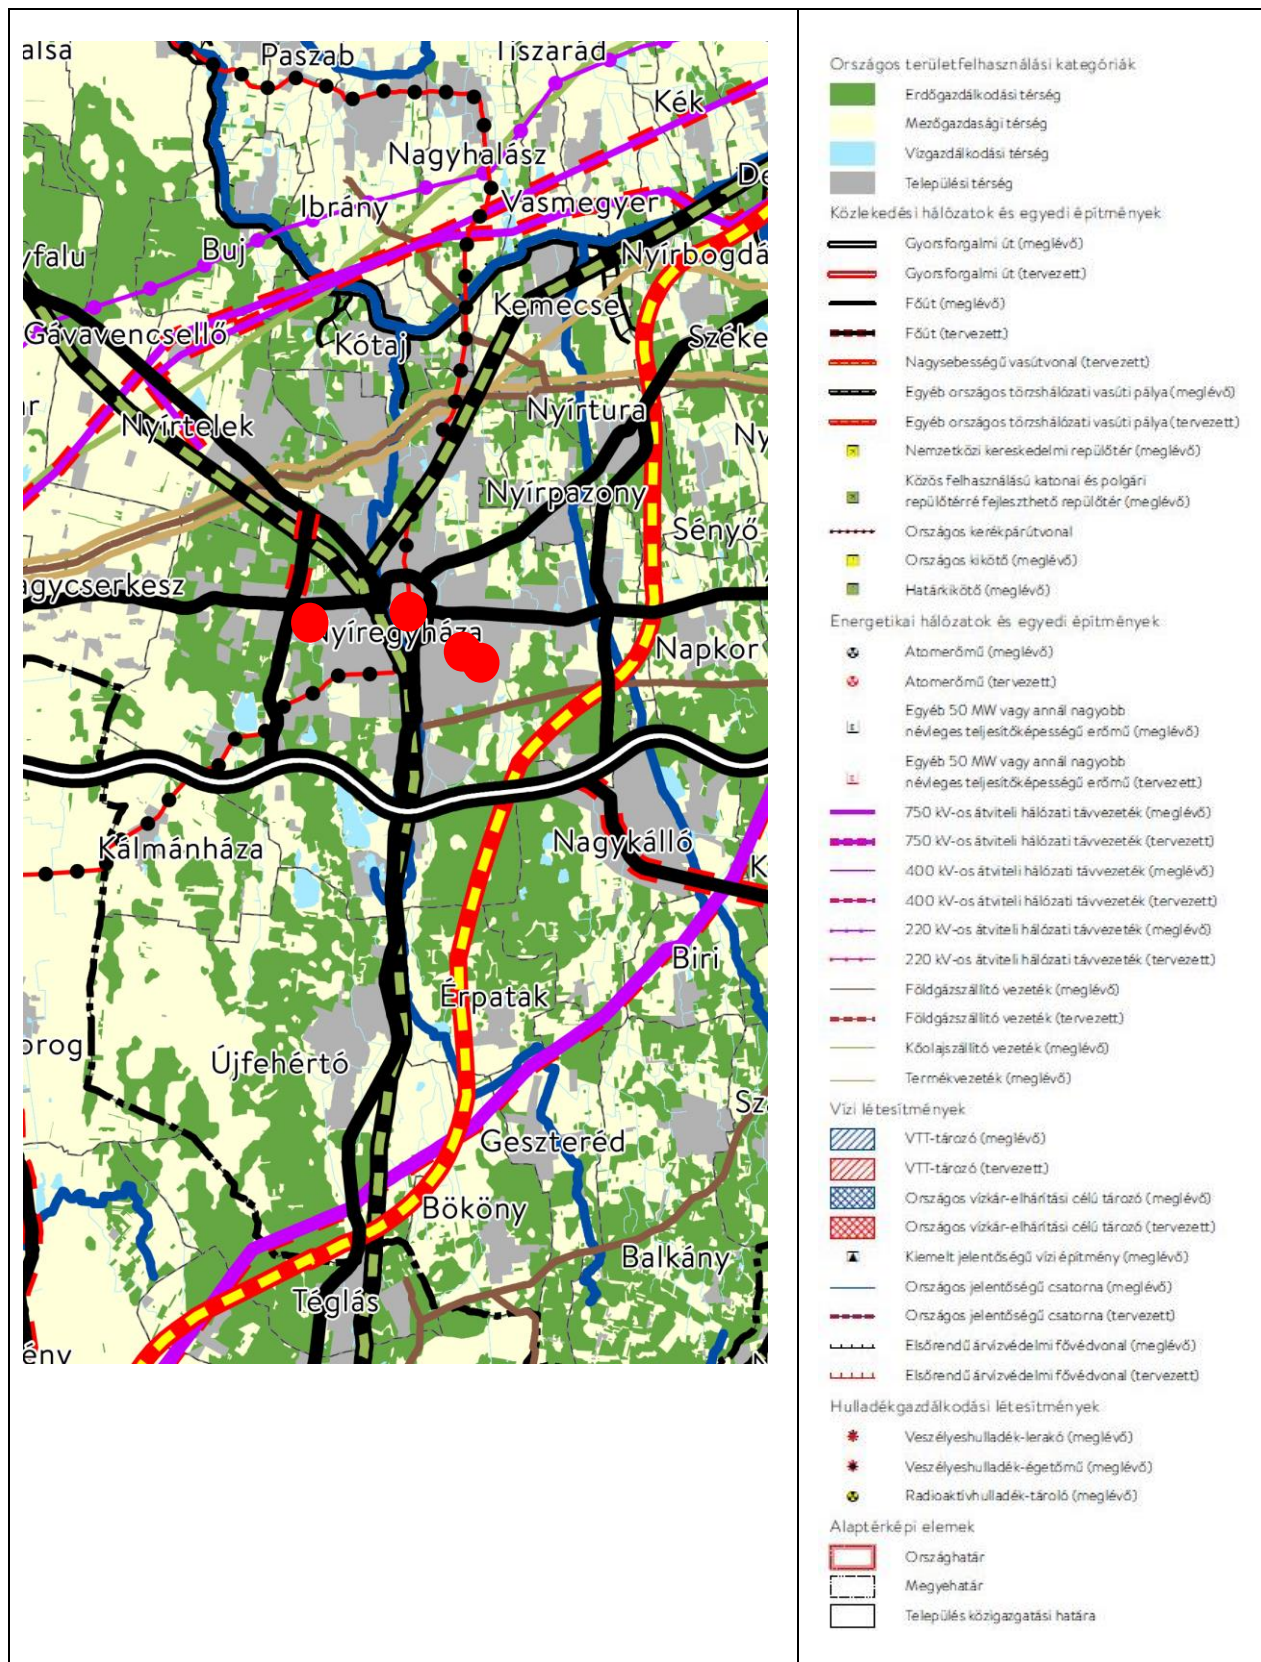 alsa
Paszab
Tiszarád
Kék
Nagyhalász
De
Ibrány
Vasmegyer
Buj
yfalu
Nyírbogdá
Kemecse
Gávavencsellő
Kótaj
Széke
ar
Nyírtura
Nyírtelek
Ny
Nyírpazony
Sényő
agycserkesz
Nyíregyháza
Napkor
Kálmánháza
Nagykálló
K
Biri
Érpatak
orog
Újfehértó
Sz
Geszteréd
Bököny
Balkány
Téglás
ény
N
Országos területfelhasználási kategóriák
Erdőgazdálkodási térség
Mezőgazdasági térség
Vízgazdálkodási térség
Települési térség
Közlekedési hálózatok és egyedi építmények
Gyorsforgalmi út (meglévő)
Gyorsforgalmi út (tervezett)
Főút (meglévő)
Főút (tervezett)
Nagysebességű vasútvonal (tervezett)
Egyéb országos törzshálózati vasúti pálya (meglévő)
Egyéb országos törzshálózati vasúti pálya (tervezett)
Nemzetközi kereskedelmi repülőtér (meglévő)
Közös felhasználású katonai és polgári
repülőtérré fejleszthető repülőtér (meglévő)
Országos kerékpárútvonal
Országos kikötő (meglévő)
Határkikötő (meglévő)
Energetikai hálózatok és egyedi építmények
Atomerőmű (meglévő)
Atomerőmű (tervezett)
Egyéb 50 MW vagy annál nagyobb
névleges teljesítőképességű erőmű (meglévő)
Egyéb 50 MW vagy annál nagyobb
névleges teljesítőképességű erőmű (tervezett)
750 kV-os átviteli hálózati távvezeték (meglévő)
750 kV-os átviteli hálózati távvezeték (tervezett)
400 kV-os átviteli hálózati távvezeték (meglévő)
400 kV-os átviteli hálózati távvezeték (tervezett)
220 kV-os átviteli hálózati távvezeték (meglévő)
220 kV-os átviteli hálózati távvezeték (tervezett)
Földgázszállító vezeték (meglévő)
Földgázszállító vezeték (tervezett)
Kőolajszállító vezeték (meglévő)
Termékvezeték (meglévő)
Vízi létesítmények
VTT-tározó (meglévő)
VTT-tározó (tervezett)
Országos vízkár-elhárítási célú tározó (meglévő)
Országos vízkár-elhárítási célú tározó (tervezett)
Kiemelt jelentőségű vízi építmény (meglévő)
Országos jelentőségű csatorna (meglévő)
Országos jelentőségű csatorna (tervezett)
Elsőrendű árvízvédelmi fővédvonal (meglévő)
Elsőrendű árvízvédelmi fővédvonal (tervezett)
Hulladékgazdálkodási létesítmények
Veszélyeshulladék-lerakó (meglévő)
Veszélyeshulladék-égetőmű (meglévő)
Radioaktívhulladék-tároló (meglévő)
Alaptérképi elemek
Országhatár
Megyehatár
Település közigazgatási határa